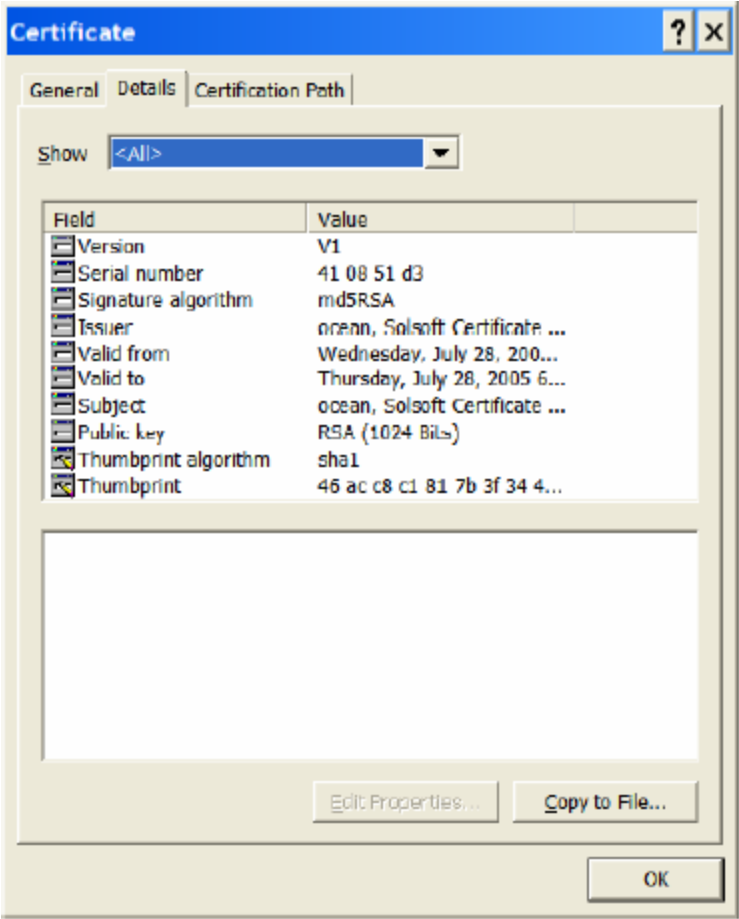 Certificate
General Details Certification Path
Show <All>
Field Value
Version V1
Serial number 41 08 51 d3
Signature algorithm md5RSA
Issuer ocean, Solsoft Certificate ...
Valid from Wednesday, July 28, 200...
Valid to Thursday, July 28, 2005 6...
Subject ocean, Solsoft Certificate ...
Public key RSA (1024 Bits)
Thumbprint algorithm sha1
Thumbprint 46 ac c8 c1 81 7b 3f 34 4...
Edit Properties... Copy to File...
OK